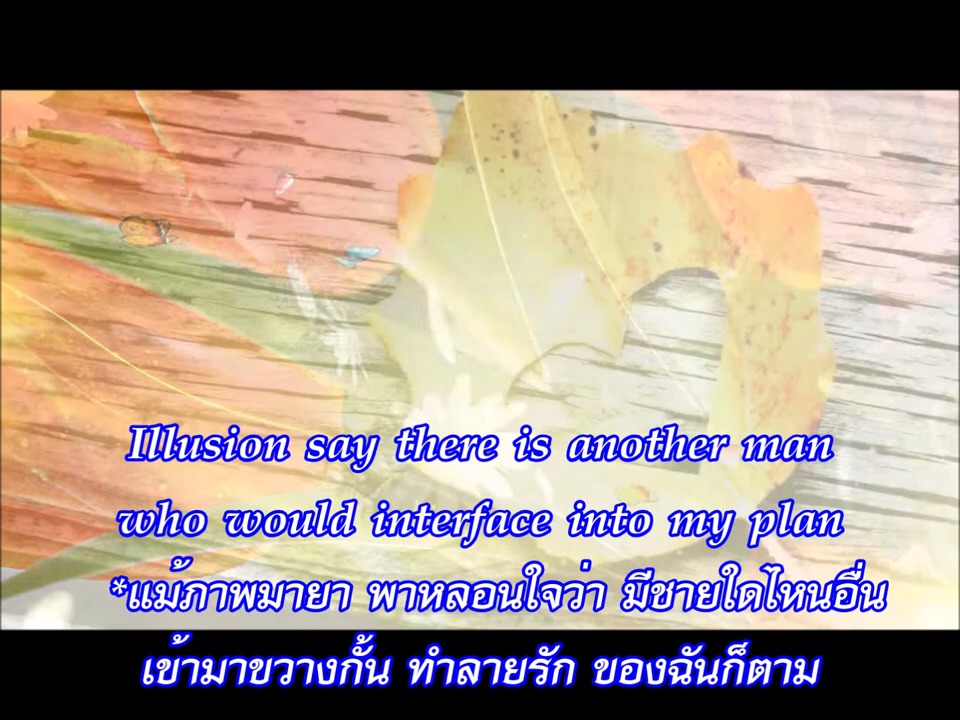 Illusion say there is another man
who would interface into my plan
*แม้ภาพมายา พาหลอนใจว่า มีชายใดไหนอื่น
เข้ามาขวางกั้น ทำลายรัก ของฉันก็ตาม